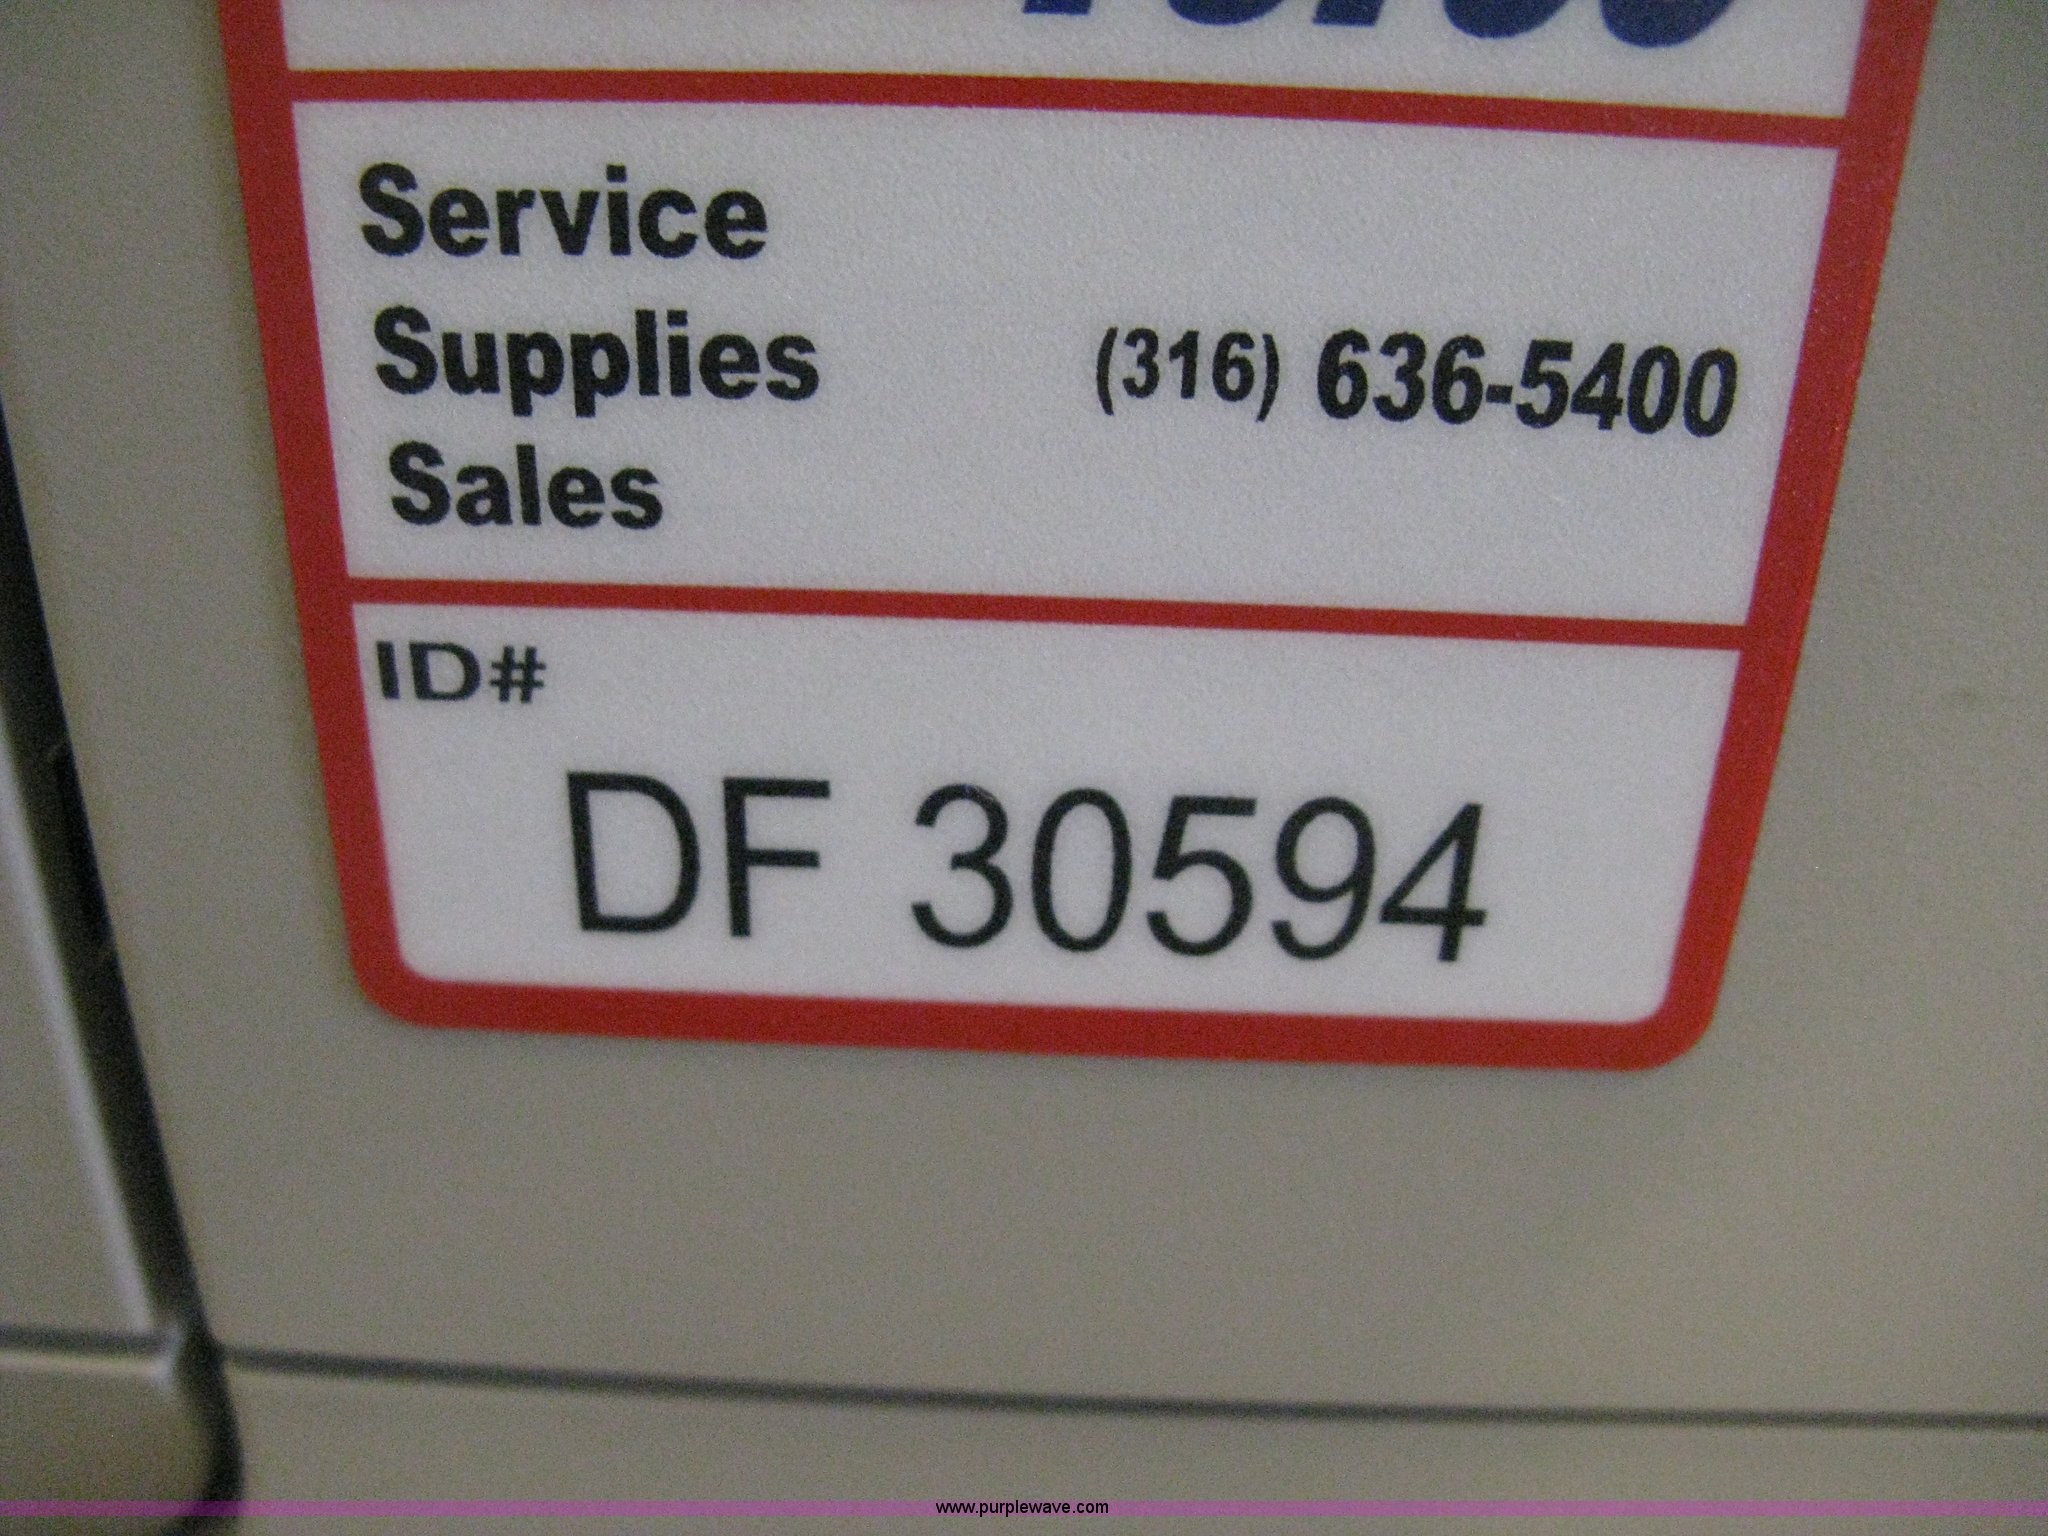 Service
Supplies (316) 636-5400
Sales
ID#
DF 30594
www.purplewave.com